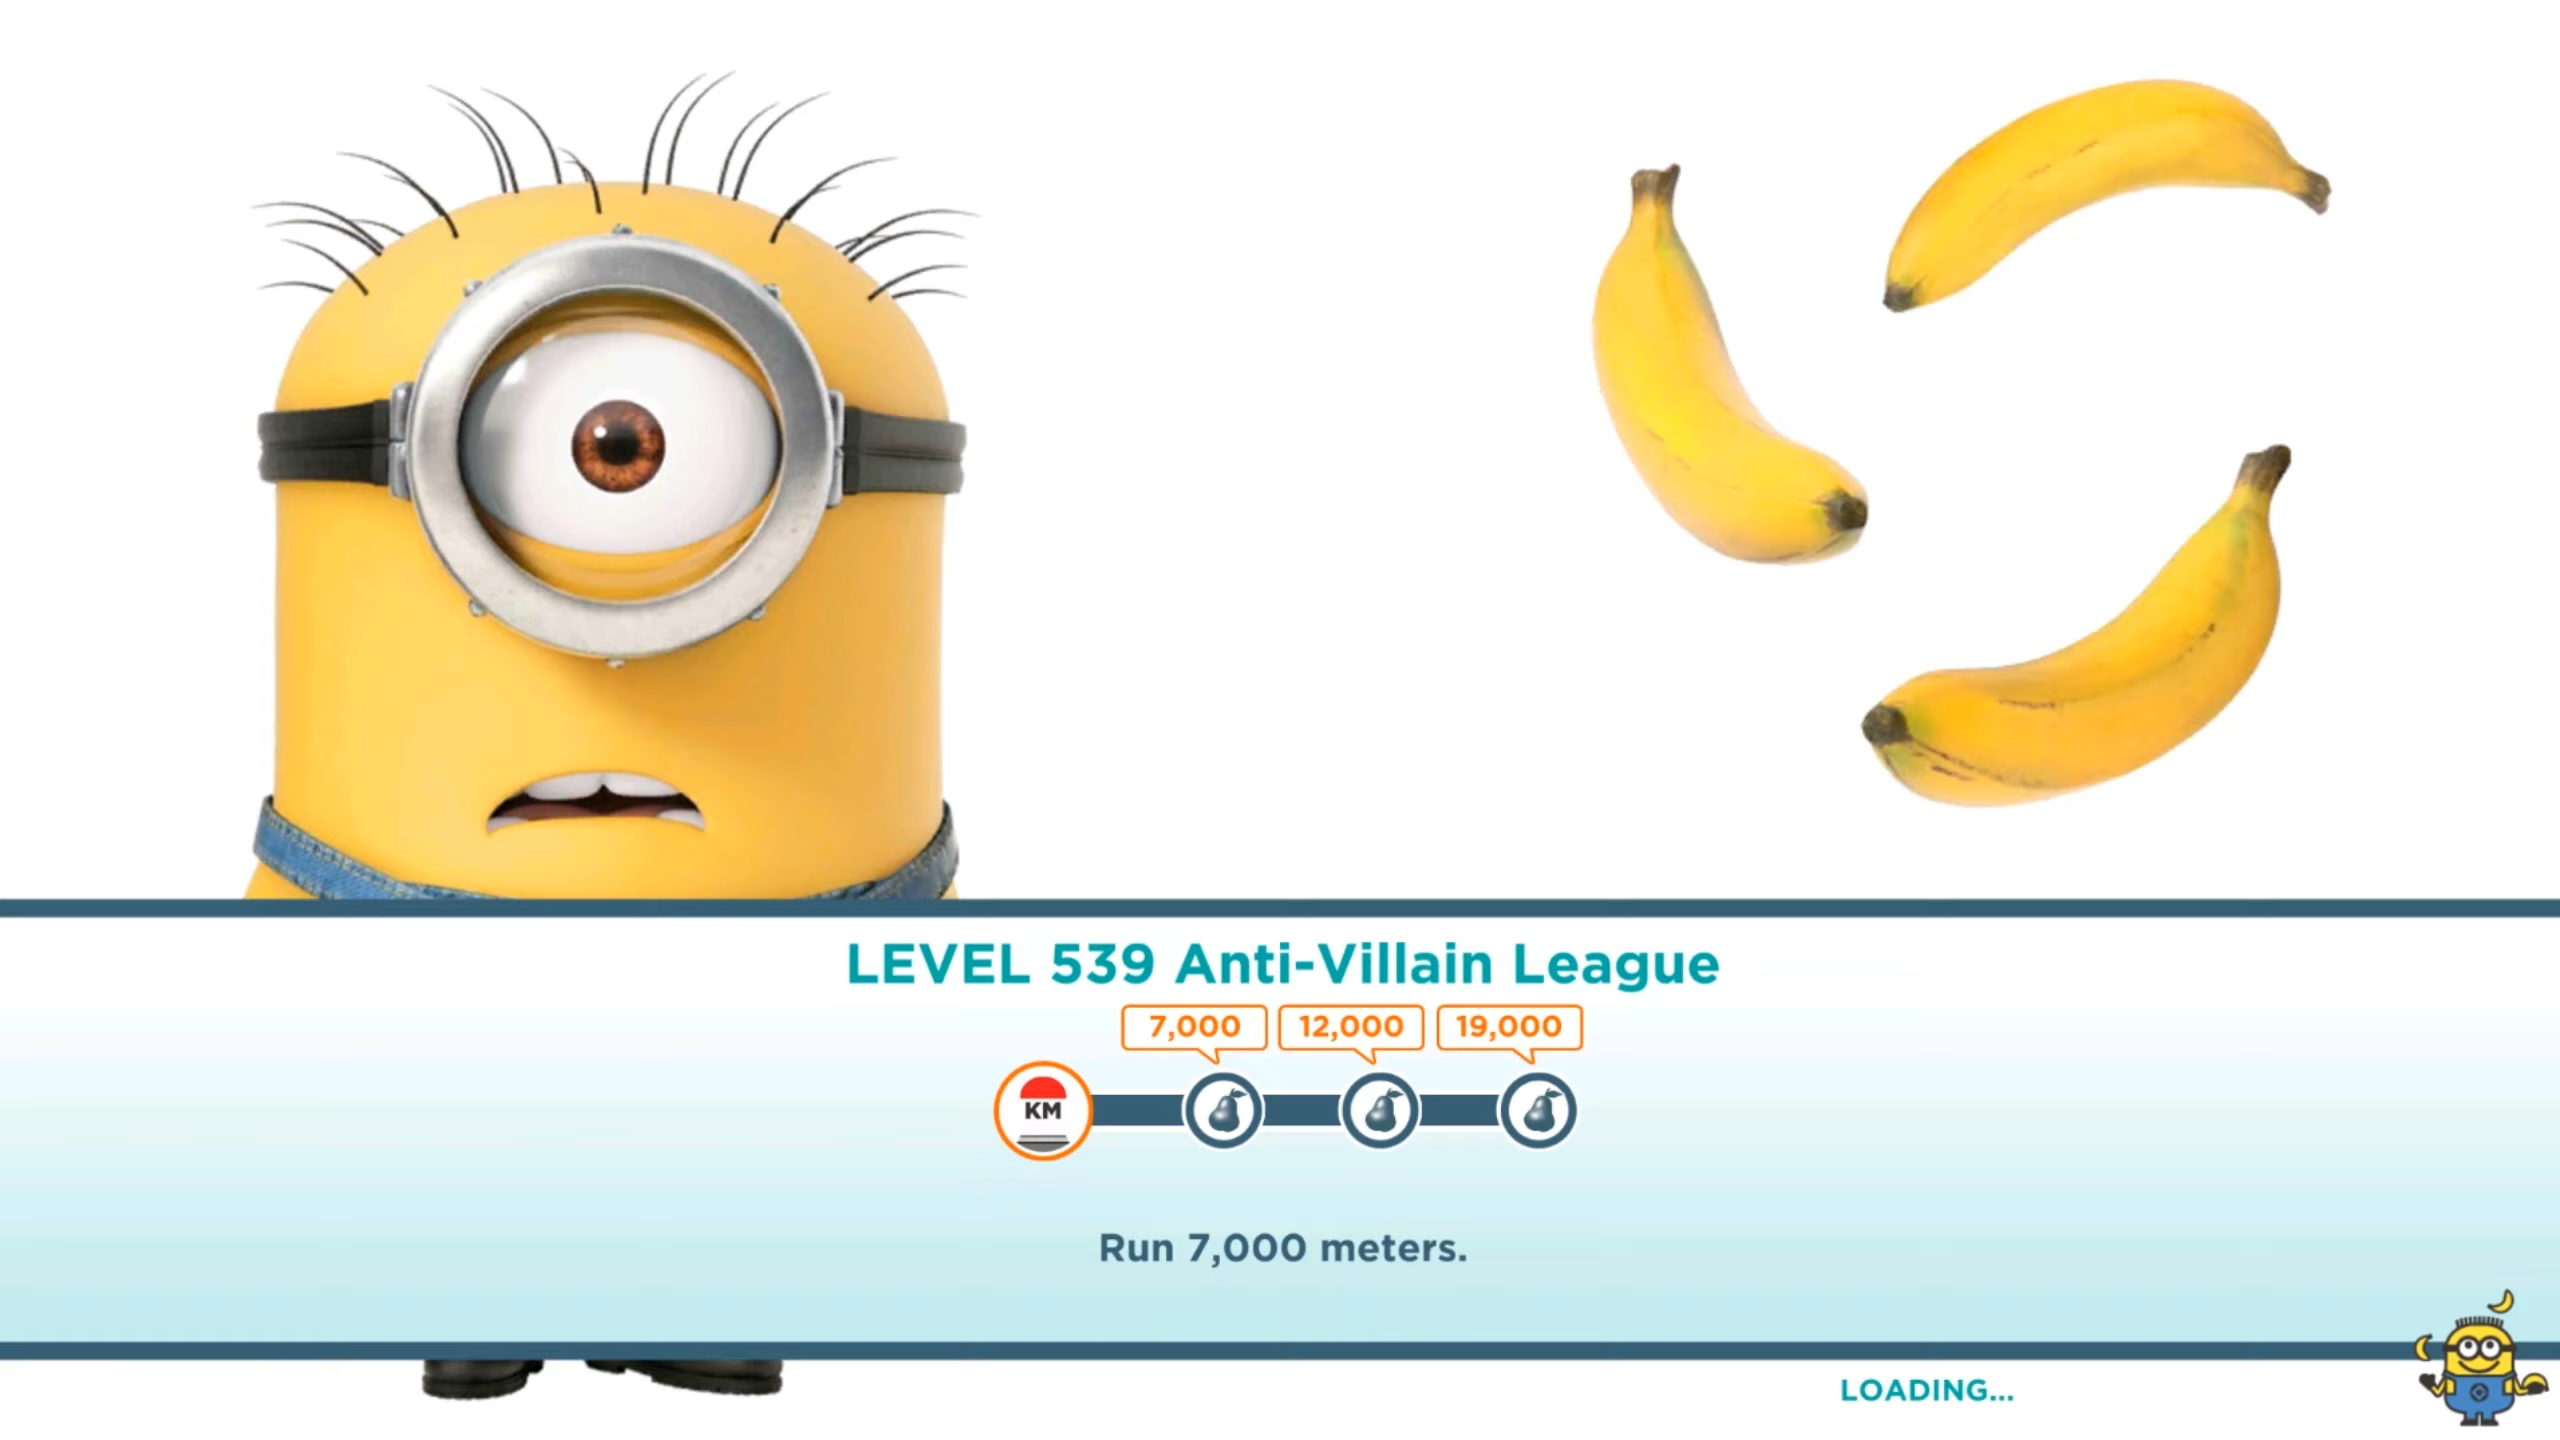 LEVEL 539 Anti-Villain League
7,000 12,000 19,000
KM
Run 7,000 meters.
LOADING...